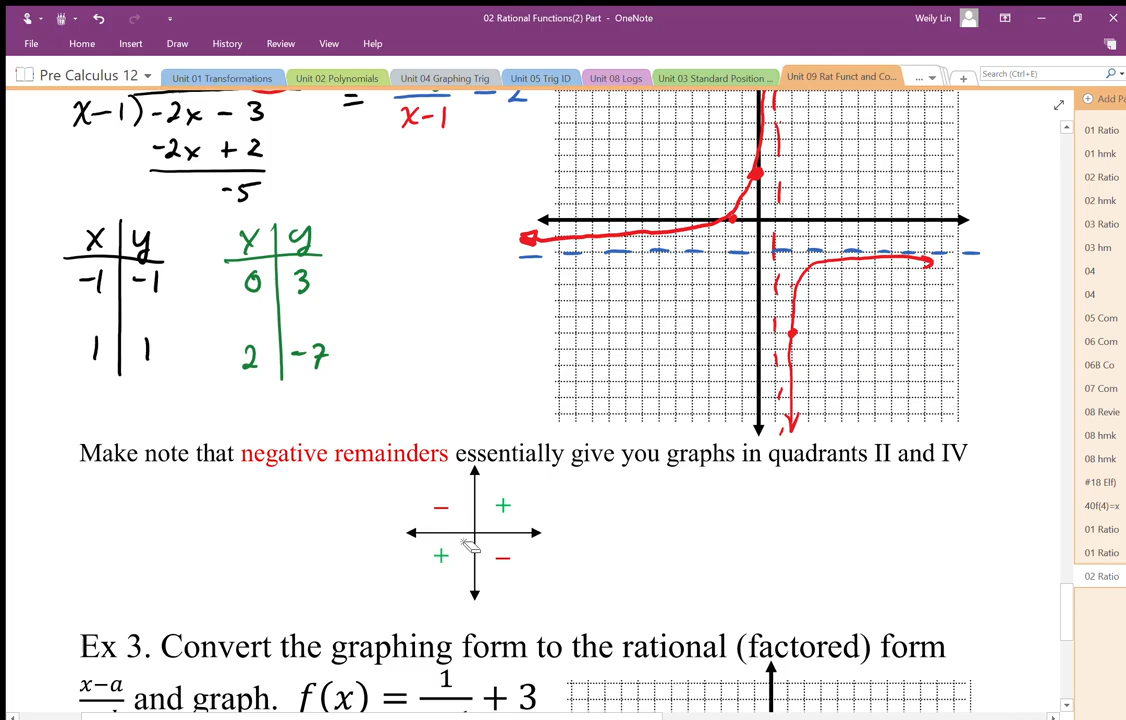 02 Rational Functions(2) Part - OneNote
Weily Lin
File Home Insert Draw History Review View Help
Pre Calculus 12
Unit 01 Transformations
Unit 02 Polynomials
Unit 04 Graphing Trig
Unit 05 Trig ID
Unit 08 Logs
Unit 03 Standard Position ...
Unit 09 Rat Funct and Co...
...
Search (Ctrl+E)
Add Pa
01 Ratio
01 hmk
02 Ratio
02 hmk
03 Ratio
03 hm
04
04
05 Com
06 Com
06B Co
07 Com
08 Revie
08 hmk
08 hmk
#18 Elf)
40f(4)=x
01 Ratio
01 Ratio
02 Ratio
x-1) -2x - 3
-2x + 2
-5
=
x-1
- 2
x y
-1 -1
1 1
x y
0 3
2 -7
Make note that negative remainders essentially give you graphs in quadrants II and IV
− +
+ −
Ex 3. Convert the graphing form to the rational (factored) form
x−a and graph. f(x) = 1 + 3